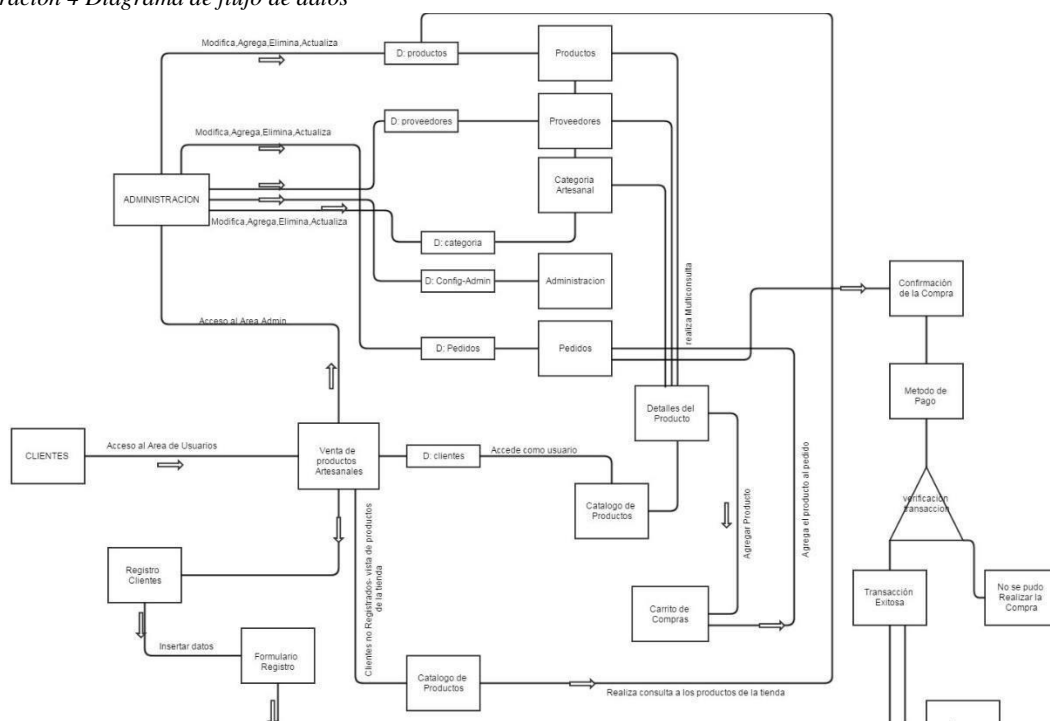 4 Diagrama de flujo de datos
Modifica,Agrega,Elimina,Actualiza
D: productos
Productos
D: proveedores
Proveedores
Modifica,Agrega,Elimina,Actualiza
Categoria
Artesanal
ADMINISTRACION
Modifica,Agrega,Elimina,Actualiza
D: categoria
D: Config-Admin
Administracion
realiza Multiconsulta
Confirmación
de la Compra
Acceso al Area Admin
D: Pedidos
Pedidos
Metodo de
Pago
Detalles del
Producto
CLIENTES
Acceso al Area de Usuarios
Venta de
productos
Artesanales
D: clientes
Accede como usuario
Catalogo de
Productos
Agregar Producto
Agrega el producto al pedido
verificación
transaccion
Clientes no Registrados- vista de productos
de la tienda
Registro
Clientes
Transacción
Exitosa
No se pudo
Realizar la
Compra
Carrito de
Compras
Insertar datos
Formulario
Registro
Catalogo de
Productos
Realiza consulta a los productos de la tienda